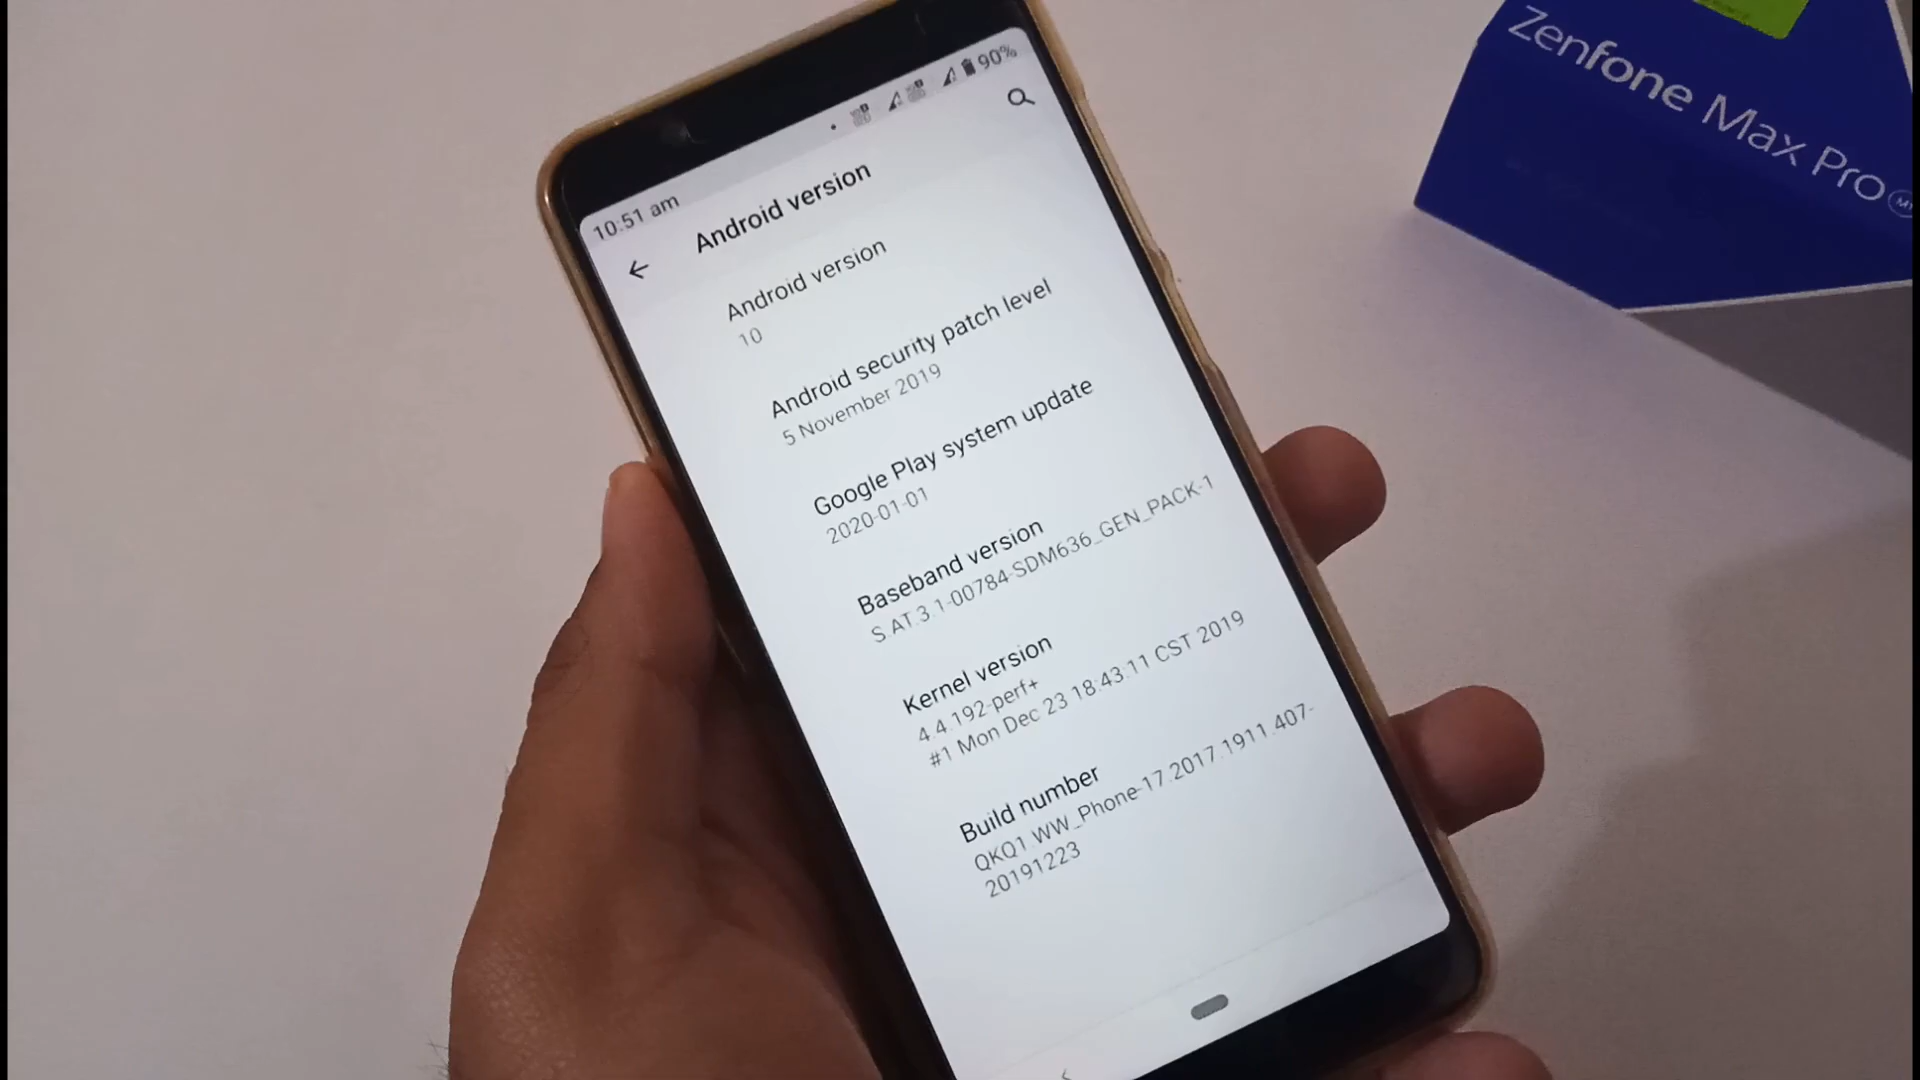 10:51 am
90%
Android version
Android version
10
Android security patch level
5 November 2019
Google Play system update
2020-01-01
Baseband version
S.AT.3.1-00784-SDM636_GEN_PACK-1
Kernel version
4.4.192-perf+
#1 Mon Dec 23 18:43:11 CST 2019
Build number
QKQ1.WW_Phone-17.2017.1911.407-
20191223
Zenfone Max Pro